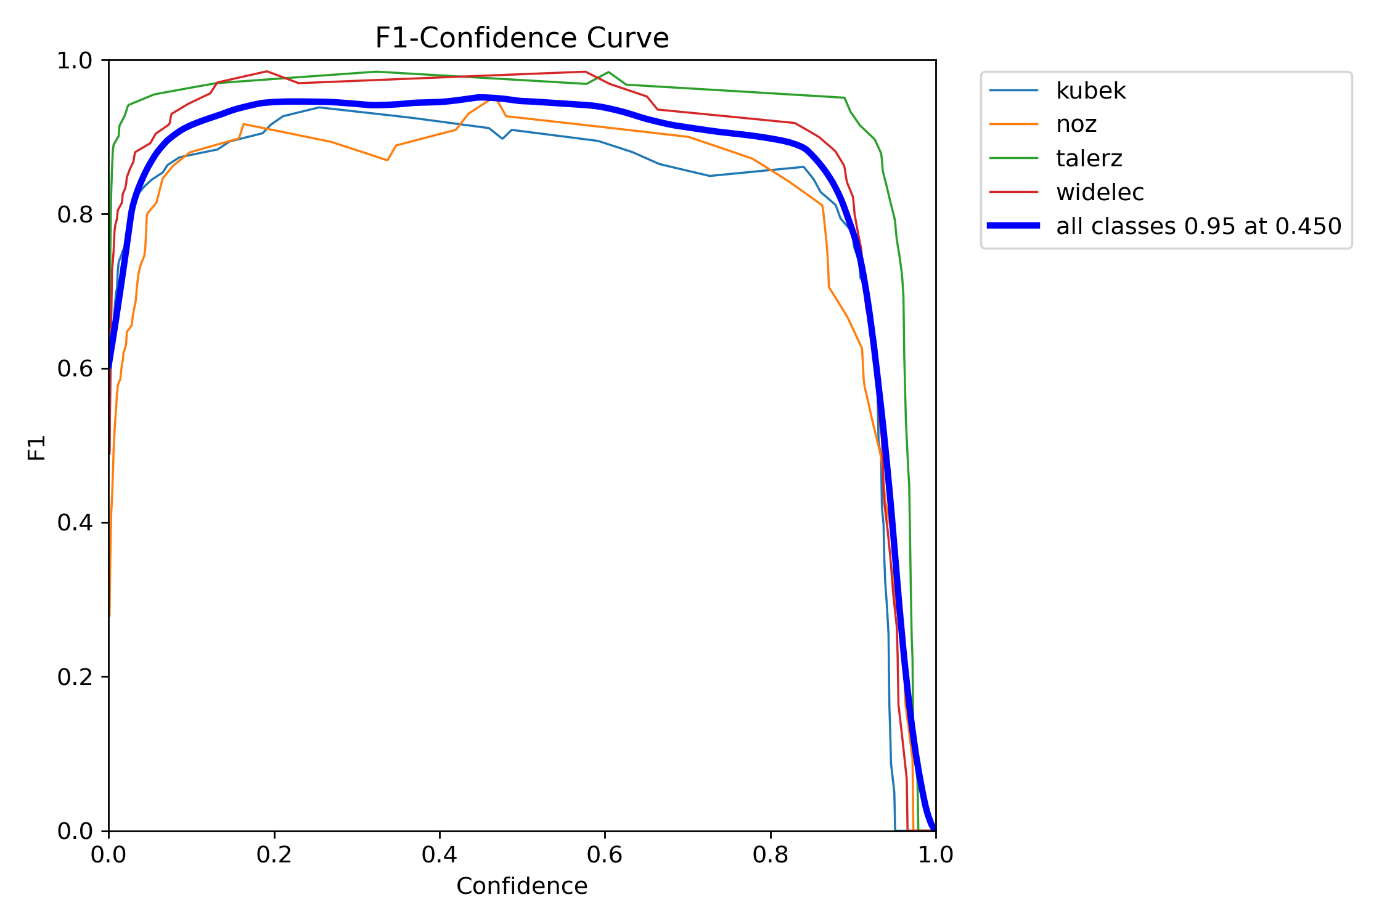 F1-Confidence Curve
1.0
0.8
0.6
0.4
0.2
0.0
F1
0.0 0.2 0.4 0.6 0.8 1.0
Confidence
kubek
noz
talerz
widelec
all classes 0.95 at 0.450